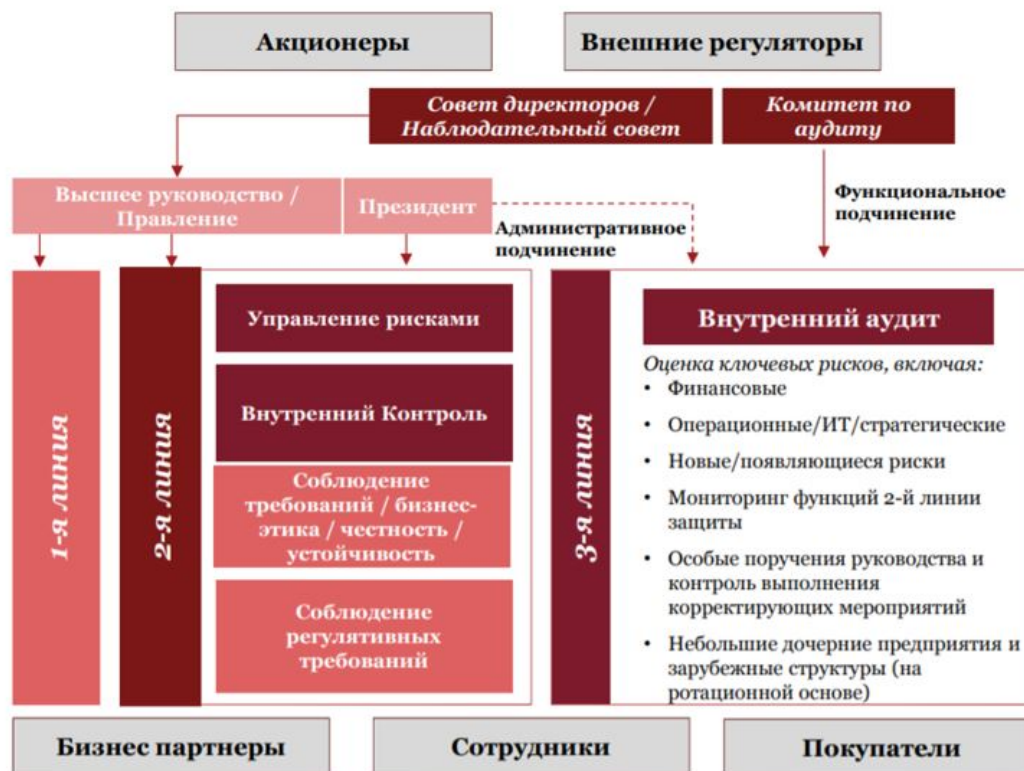 Акционеры
Внешние регуляторы
Совет директоров /
Наблюдательный совет
Комитет по
аудиту
Высшее руководство /
Правление
Президент
Административное
подчинение
Функциональное
подчинение
1-я линия
2-я линия
Управление рисками
Внутренний Контроль
Соблюдение
требований / бизнес-
этика / честность /
устойчивость
Соблюдение
регулятивных
требований
3-я линия
Внутренний аудит
Оценка ключевых рисков, включая:
• Финансовые
• Операционные/ИТ/стратегические
• Новые/появляющиеся риски
• Мониторинг функций 2-й линии
защиты
• Особые поручения руководства и
контроль выполнения
корректирующих мероприятий
• Небольшие дочерние предприятия и
зарубежные структуры (на
ротационной основе)
Бизнес партнеры
Сотрудники
Покупатели